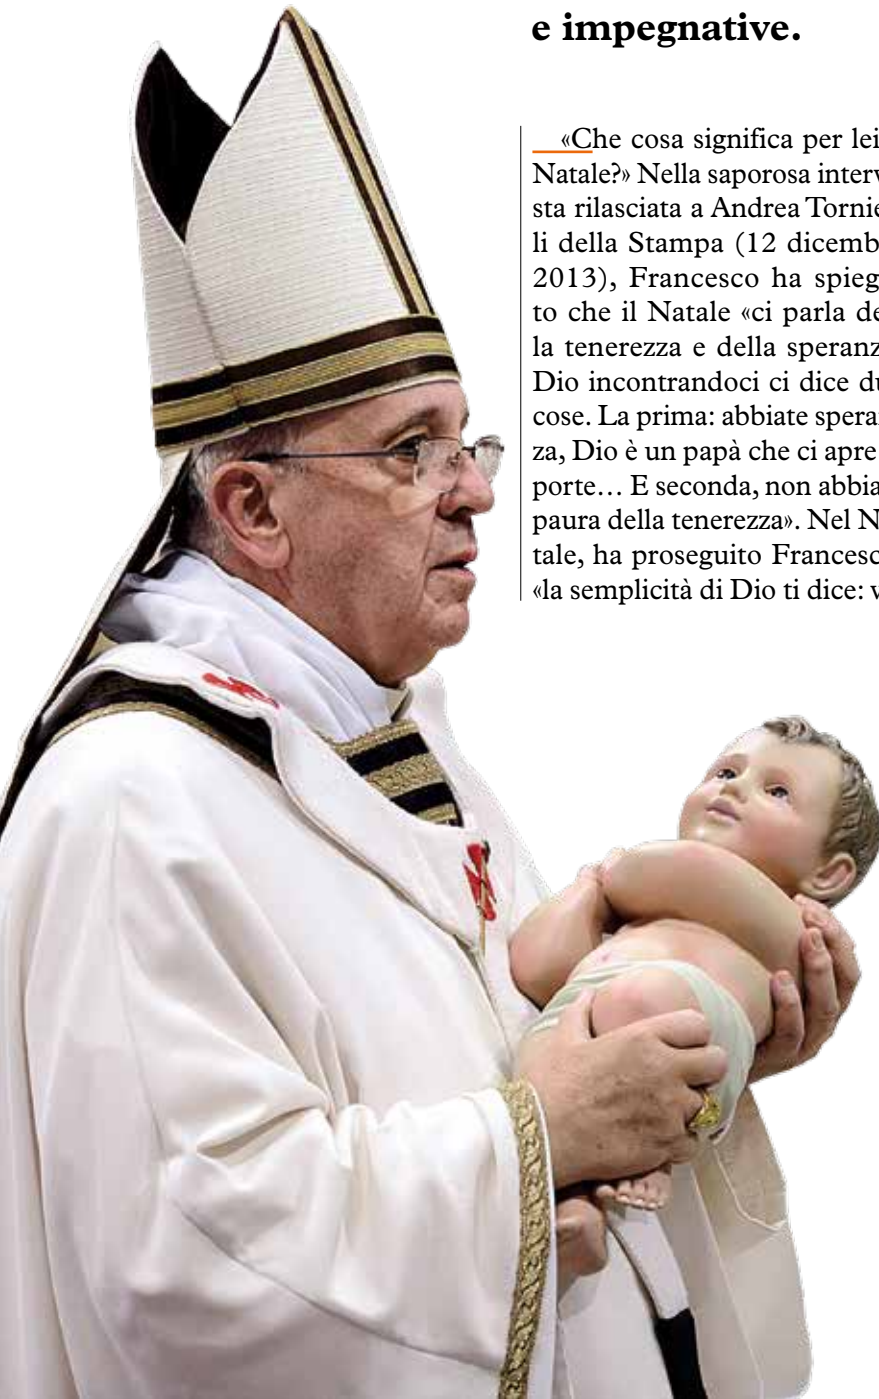 e impegnative.
«Che cosa significa per lei
Natale?» Nella saporosa interv
sta rilasciata a Andrea Tornie
li della Stampa (12 dicemb
2013), Francesco ha spieg
to che il Natale «ci parla de
la tenerezza e della speranz
Dio incontrandoci ci dice du
cose. La prima: abbiate speran
za, Dio è un papà che ci apre
porte… E seconda, non abbia
paura della tenerezza». Nel N
tale, ha proseguito Francesc
«la semplicità di Dio ti dice: v